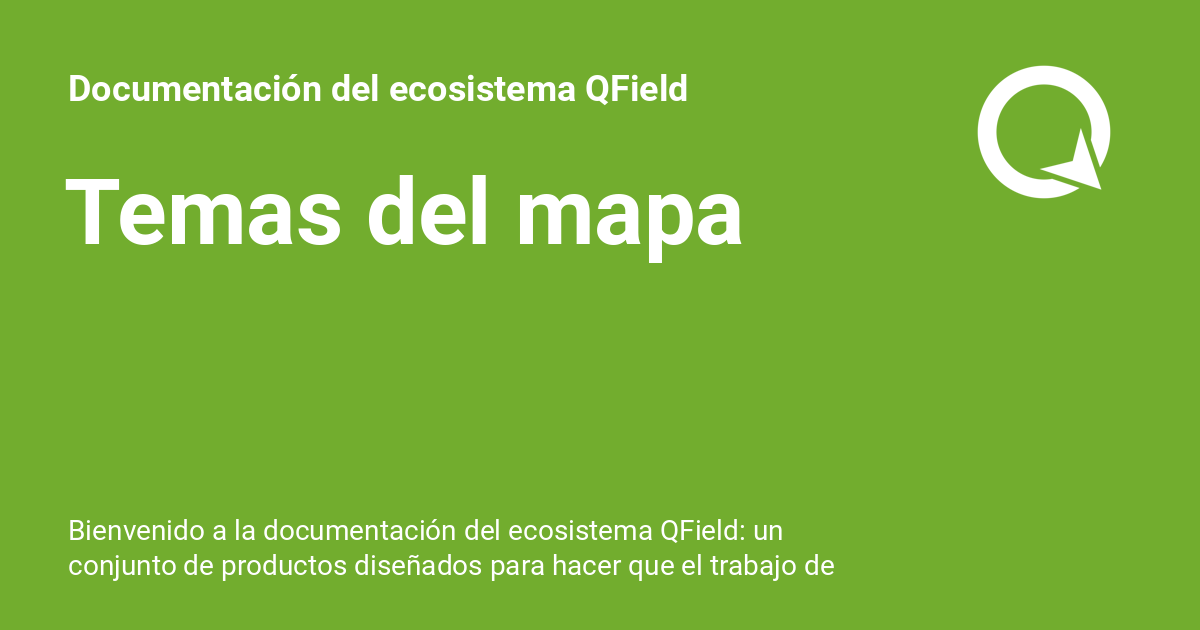 Documentación del ecosistema QField
Temas del mapa
Bienvenido a la documentación del ecosistema QField: un
conjunto de productos diseñados para hacer que el trabajo de